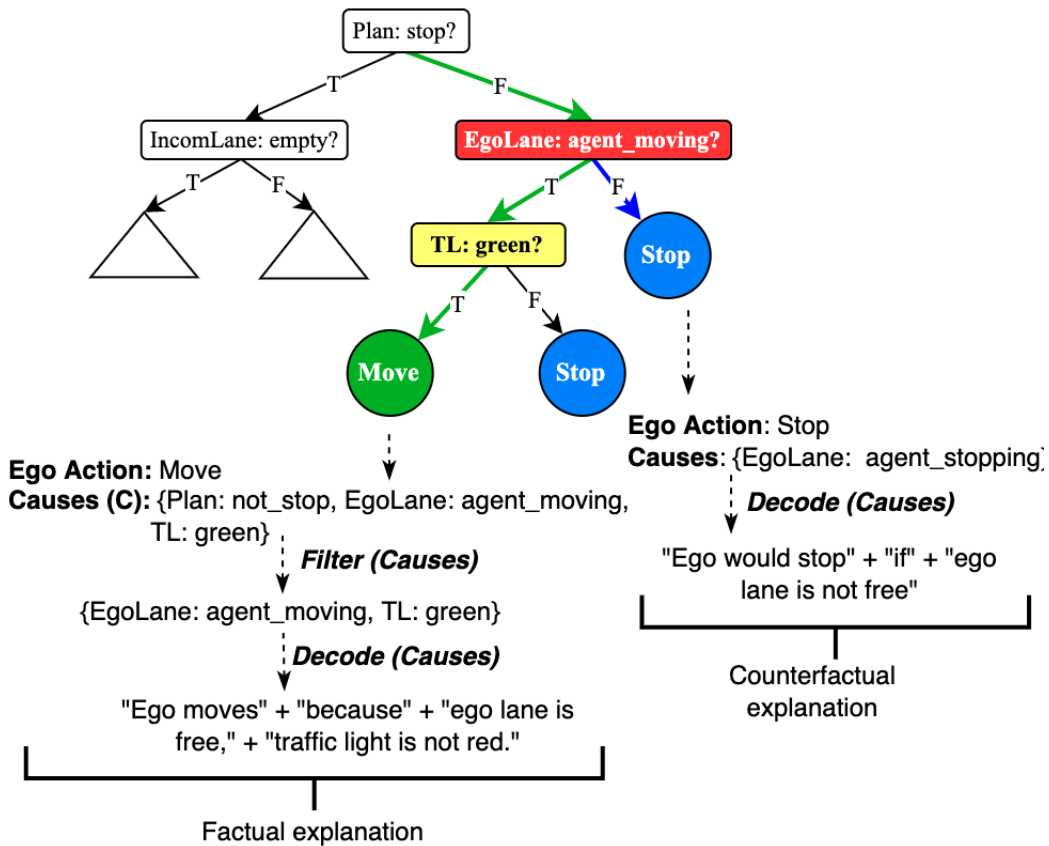 Plan: stop?
T
F
IncomLane: empty?
EgoLane: agent_moving?
T
F
T
F
TL: green?
Stop
T
F
Move
Stop
Ego Action: Stop
Causes: {EgoLane: agent_stopping}
Decode (Causes)
"Ego would stop" + "if" + "ego
lane is not free"
Counterfactual
explanation
Ego Action: Move
Causes (C): {Plan: not_stop, EgoLane: agent_moving,
TL: green}
Filter (Causes)
{EgoLane: agent_moving, TL: green}
Decode (Causes)
"Ego moves" + "because" + "ego lane is
free," + "traffic light is not red."
Factual explanation